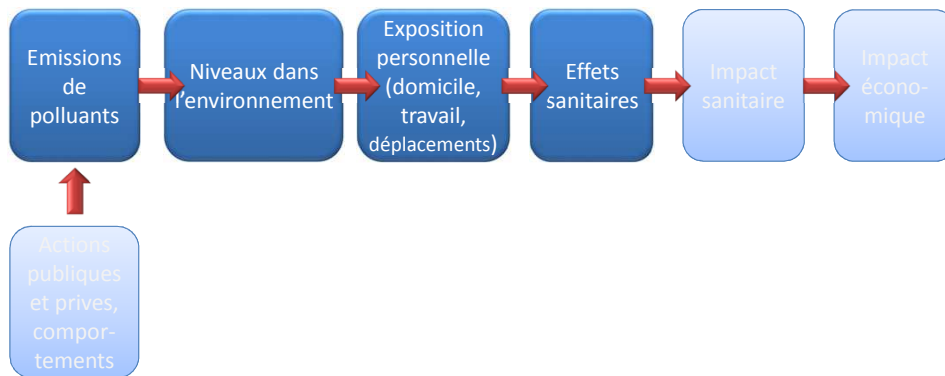 Emissions
de
polluants
Niveaux dans
l’environnement
Exposition
personnelle
(domicile,
travail,
déplacements)
Effets
sanitaires
Impact
sanitaire
Impact
écono-
mique
Actions
publiques
et prives,
compor-
tements